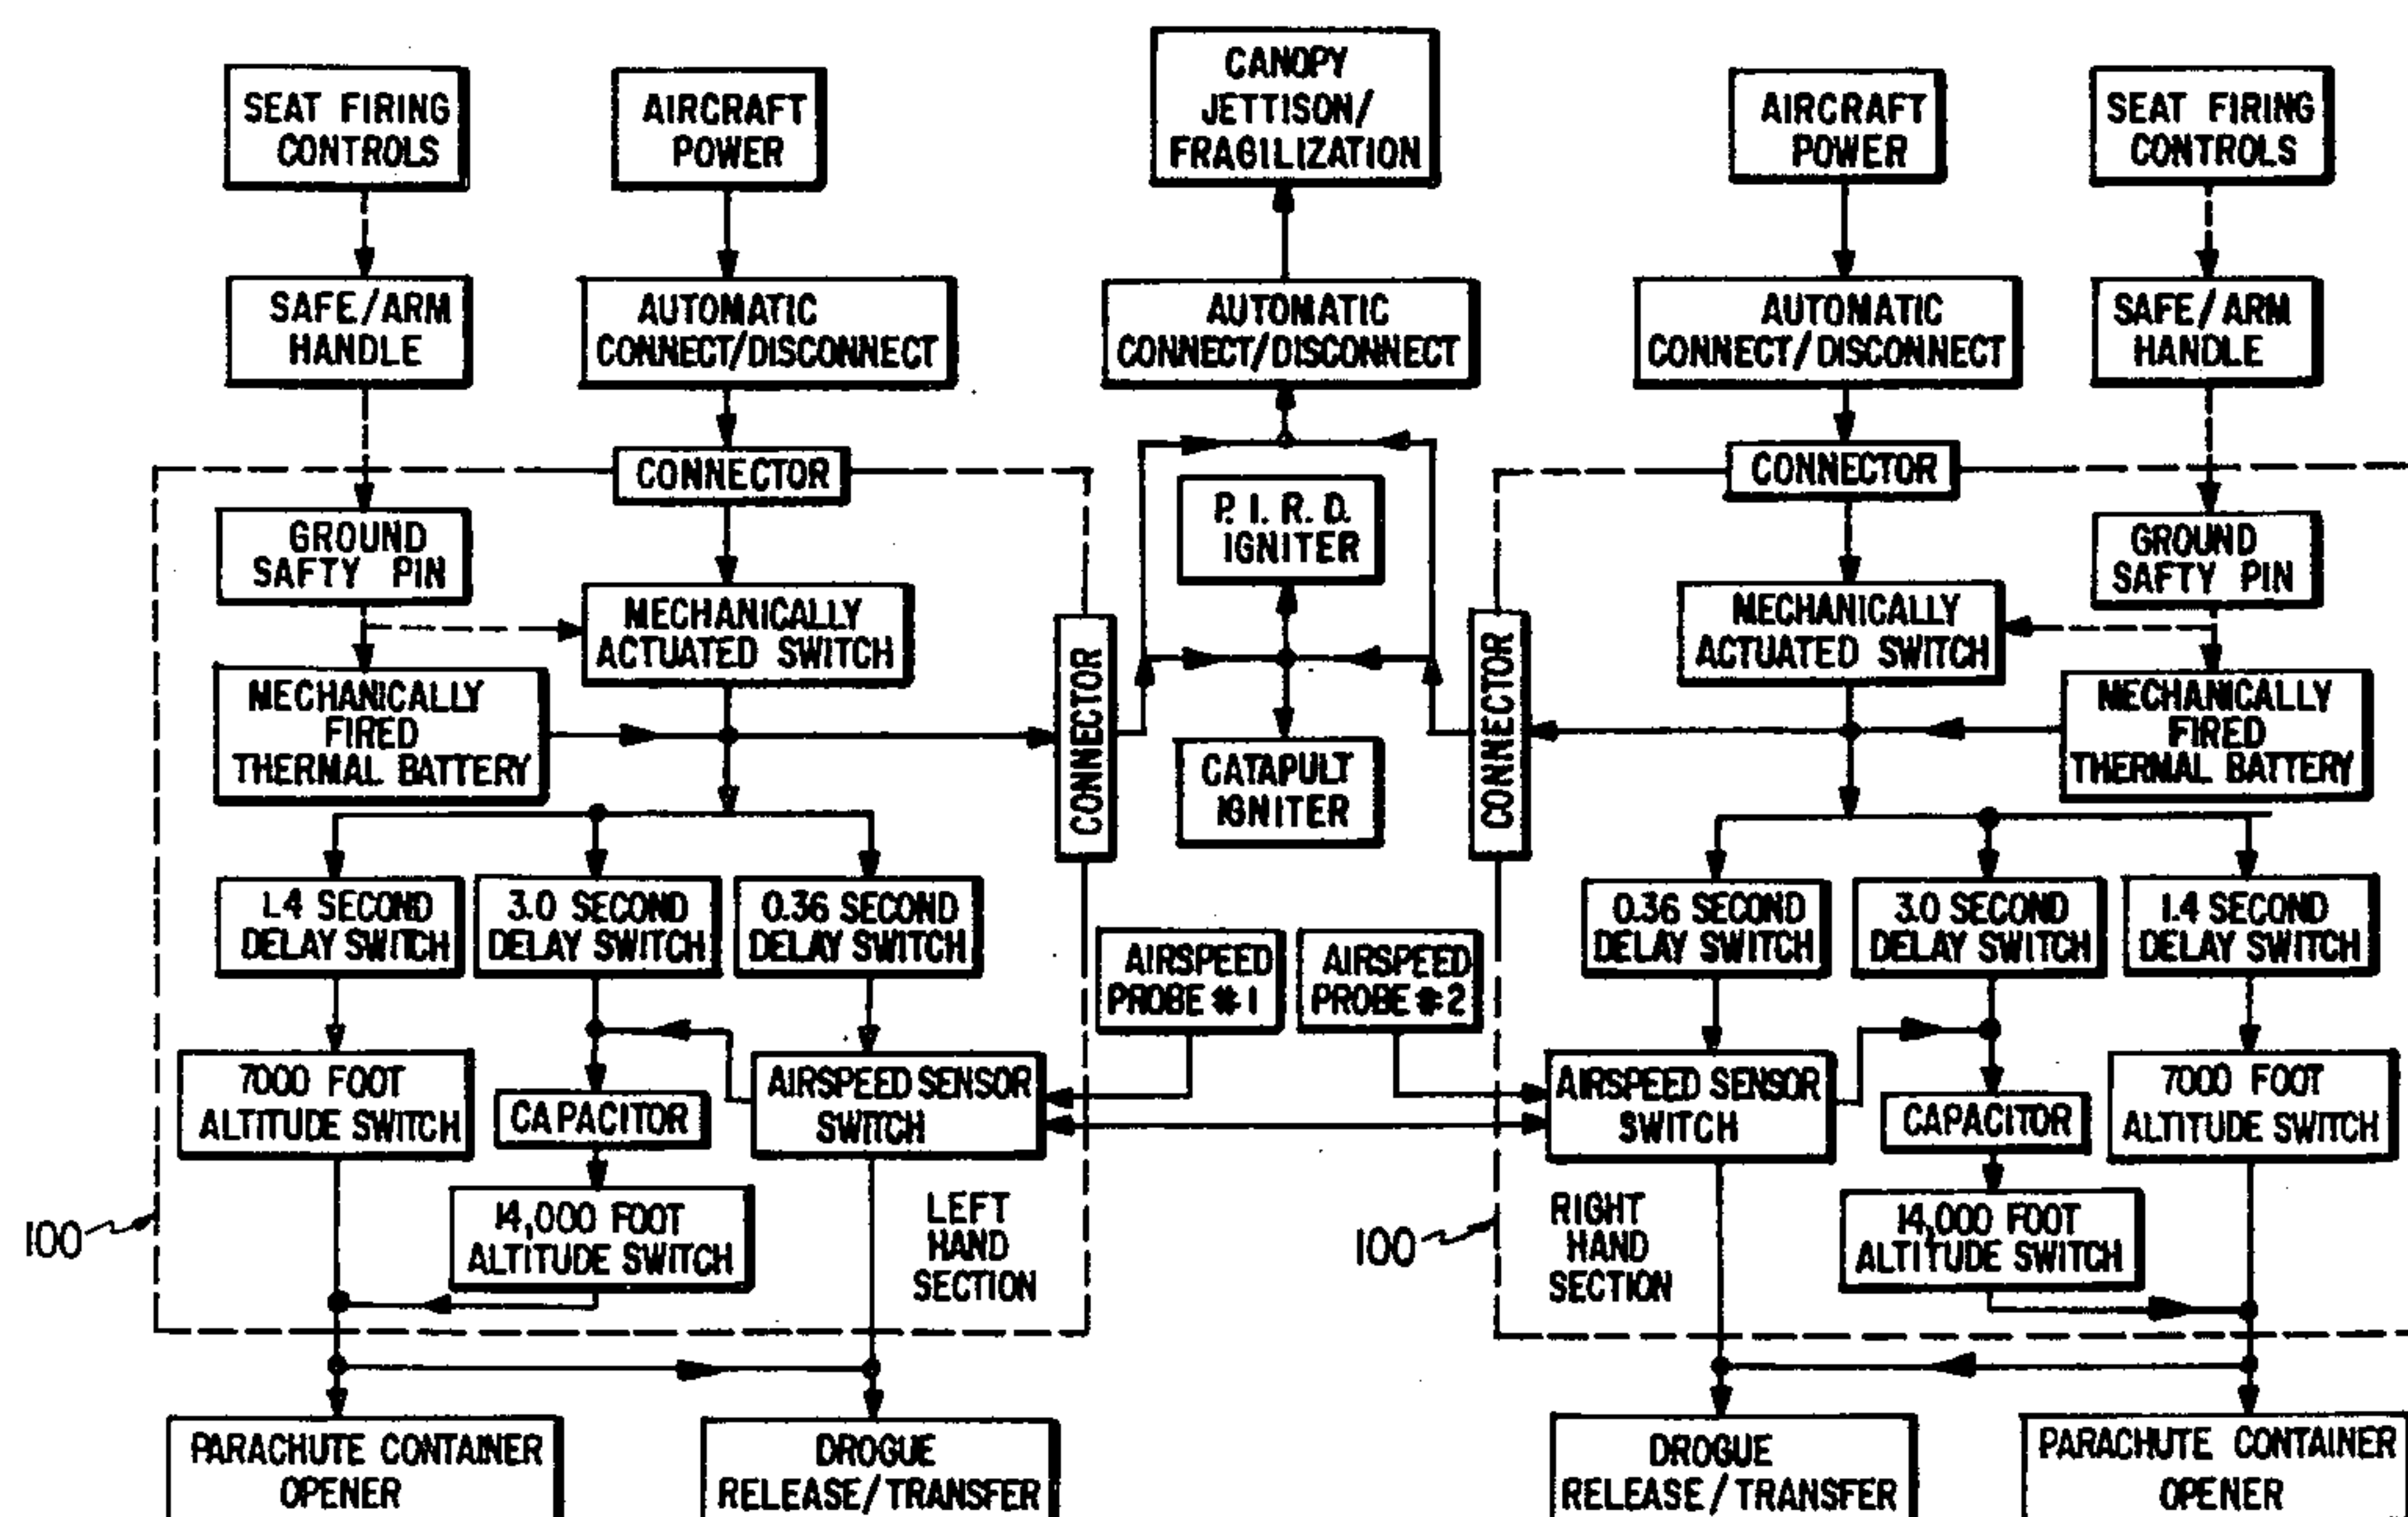 SEAT FIRING
CONTROLS
AIRCRAFT
POWER
CANOPY
JETTISON/
FRAGILIZATION
AIRCRAFT
POWER
SEAT FIRING
CONTROLS
SAFE/ARM
HANDLE
AUTOMATIC
CONNECT/DISCONNECT
AUTOMATIC
CONNECT/DISCONNECT
AUTOMATIC
CONNECT/DISCONNECT
SAFE/ARM
HANDLE
CONNECTOR
CONNECTOR
GROUND
SAFTY PIN
P. I. R. D.
IGNITER
GROUND
SAFTY PIN
MECHANICALLY
ACTUATED SWITCH
MECHANICALLY
ACTUATED SWITCH
MECHANICALLY
FIRED
THERMAL BATTERY
CONNECTOR
CATAPULT
IGNITER
CONNECTOR
MECHANICALLY
FIRED
THERMAL BATTERY
1.4 SECOND
DELAY SWITCH
3.0 SECOND
DELAY SWITCH
0.36 SECOND
DELAY SWITCH
AIRSPEED
PROBE #1
AIRSPEED
PROBE #2
0.36 SECOND
DELAY SWITCH
3.0 SECOND
DELAY SWITCH
1.4 SECOND
DELAY SWITCH
7000 FOOT
ALTITUDE SWITCH
CAPACITOR
AIRSPEED SENSOR
SWITCH
AIRSPEED SENSOR
SWITCH
CAPACITOR
7000 FOOT
ALTITUDE SWITCH
100
14,000 FOOT
ALTITUDE SWITCH
LEFT
HAND
SECTION
100
RIGHT
HAND
SECTION
14,000 FOOT
ALTITUDE SWITCH
PARACHUTE CONTAINER
OPENER
DROGUE
RELEASE/TRANSFER
DROGUE
RELEASE/TRANSFER
PARACHUTE CONTAINER
OPENER